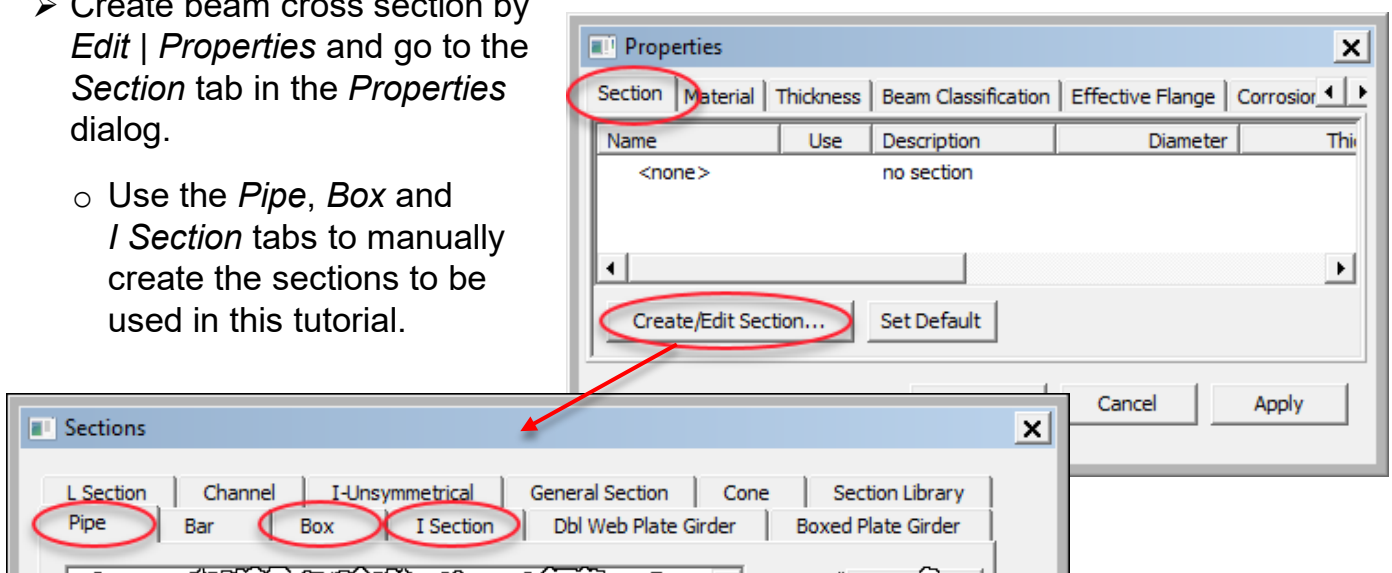 ➢ Create beam cross section by
Edit | Properties and go to the
Section tab in the Properties
dialog.
o Use the Pipe, Box and
I Section tabs to manually
create the sections to be
used in this tutorial.
Properties
Section Material Thickness Beam Classification Effective Flange Corrosion
Name Use Description Diameter Thi
<none> no section
Create/Edit Section... Set Default
Cancel Apply
Sections
L Section Channel I-Unsymmetrical General Section Cone Section Library
Pipe Bar Box I Section Dbl Web Plate Girder Boxed Plate Girder